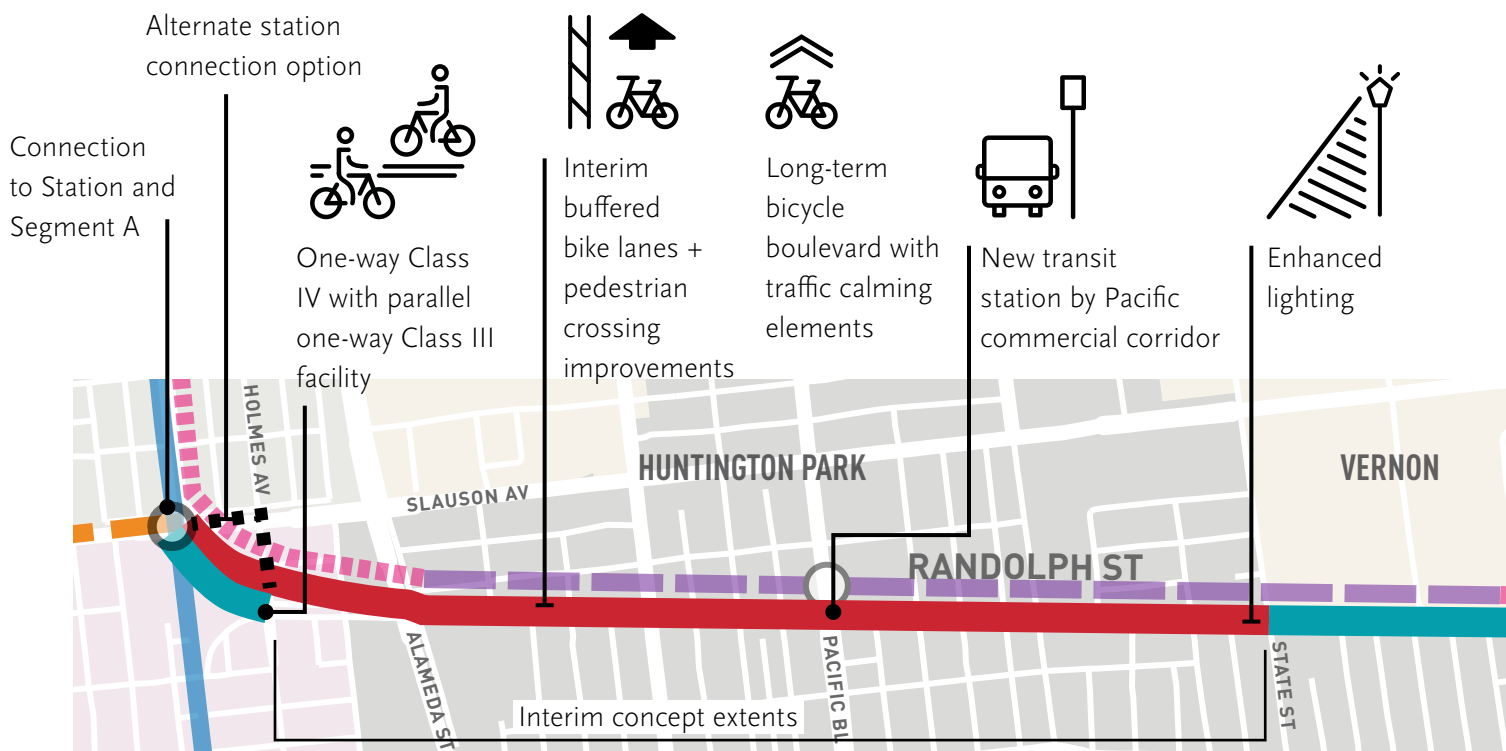 Alternate station
connection option
Connection
to Station and
Segment A
One-way Class
IV with parallel
one-way Class III
facility
Interim
buffered
bike lanes +
pedestrian
crossing
improvements
Long-term
bicycle
boulevard with
traffic calming
elements
New transit
station by Pacific
commercial corridor
Enhanced
lighting
HOLMES AV
SLAUSON AV
HUNTINGTON PARK
VERNON
RANDOLPH ST
ALAMEDA ST
PACIFIC BL
STATE ST
Interim concept extents